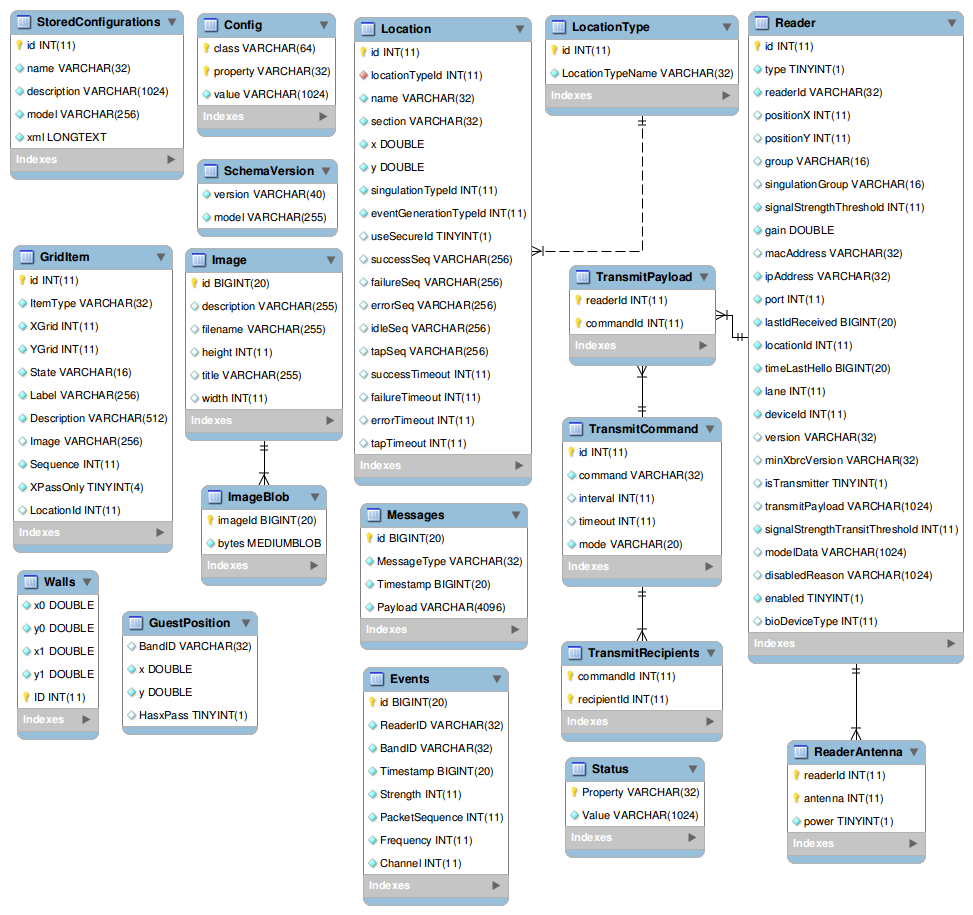 StoredConfigurations
id INT(11)
name VARCHAR(32)
description VARCHAR(1024)
model VARCHAR(256)
xml LONGTEXT
Indexes
Config
class VARCHAR(64)
property VARCHAR(32)
value VARCHAR(1024)
Indexes
SchemaVersion
version VARCHAR(40)
model VARCHAR(255)
GridItem
id INT(11)
ItemType VARCHAR(32)
XGrid INT(11)
YGrid INT(11)
State VARCHAR(16)
Label VARCHAR(256)
Description VARCHAR(512)
Image VARCHAR(256)
Sequence INT(11)
XPassOnly TINYINT(4)
LocationId INT(11)
Indexes
Image
id BIGINT(20)
description VARCHAR(255)
filename VARCHAR(255)
height INT(11)
title VARCHAR(255)
width INT(11)
Indexes
ImageBlob
imageId BIGINT(20)
bytes MEDIUMBLOB
Indexes
Walls
x0 DOUBLE
y0 DOUBLE
x1 DOUBLE
y1 DOUBLE
ID INT(11)
Indexes
GuestPosition
BandID VARCHAR(32)
x DOUBLE
y DOUBLE
HasxPass TINYINT(1)
Location
id INT(11)
locationTypeId INT(11)
name VARCHAR(32)
section VARCHAR(32)
x DOUBLE
y DOUBLE
singulationTypeId INT(11)
eventGenerationTypeId INT(11)
useSecureId TINYINT(1)
successSeq VARCHAR(256)
failureSeq VARCHAR(256)
errorSeq VARCHAR(256)
idleSeq VARCHAR(256)
tapSeq VARCHAR(256)
successTimeout INT(11)
failureTimeout INT(11)
errorTimeout INT(11)
tapTimeout INT(11)
Indexes
Messages
id BIGINT(20)
MessageType VARCHAR(32)
Timestamp BIGINT(20)
Payload VARCHAR(4096)
Indexes
Events
id BIGINT(20)
ReaderID VARCHAR(32)
BandID VARCHAR(32)
Timestamp BIGINT(20)
Strength INT(11)
PacketSequence INT(11)
Frequency INT(11)
Channel INT(11)
Indexes
LocationType
id INT(11)
LocationTypeName VARCHAR(32)
Indexes
TransmitPayload
readerId INT(11)
commandId INT(11)
Indexes
TransmitCommand
id INT(11)
command VARCHAR(32)
interval INT(11)
timeout INT(11)
mode VARCHAR(20)
Indexes
TransmitRecipients
commandId INT(11)
recipientId INT(11)
Indexes
Status
Property VARCHAR(32)
Value VARCHAR(1024)
Indexes
Reader
id INT(11)
type TINYINT(1)
readerId VARCHAR(32)
positionX INT(11)
positionY INT(11)
group VARCHAR(16)
singulationGroup VARCHAR(16)
signalStrengthThreshold INT(11)
gain DOUBLE
macAddress VARCHAR(32)
ipAddress VARCHAR(32)
port INT(11)
lastIdReceived BIGINT(20)
locationId INT(11)
timeLastHello BIGINT(20)
lane INT(11)
deviceId INT(11)
version VARCHAR(32)
minXbrcVersion VARCHAR(32)
isTransmitter TINYINT(1)
transmitPayload VARCHAR(1024)
signalStrengthTransitThreshold INT(11)
modelData VARCHAR(1024)
disabledReason VARCHAR(1024)
enabled TINYINT(1)
bioDeviceType INT(11)
Indexes
ReaderAntenna
readerId INT(11)
antenna INT(11)
power TINYINT(1)
Indexes